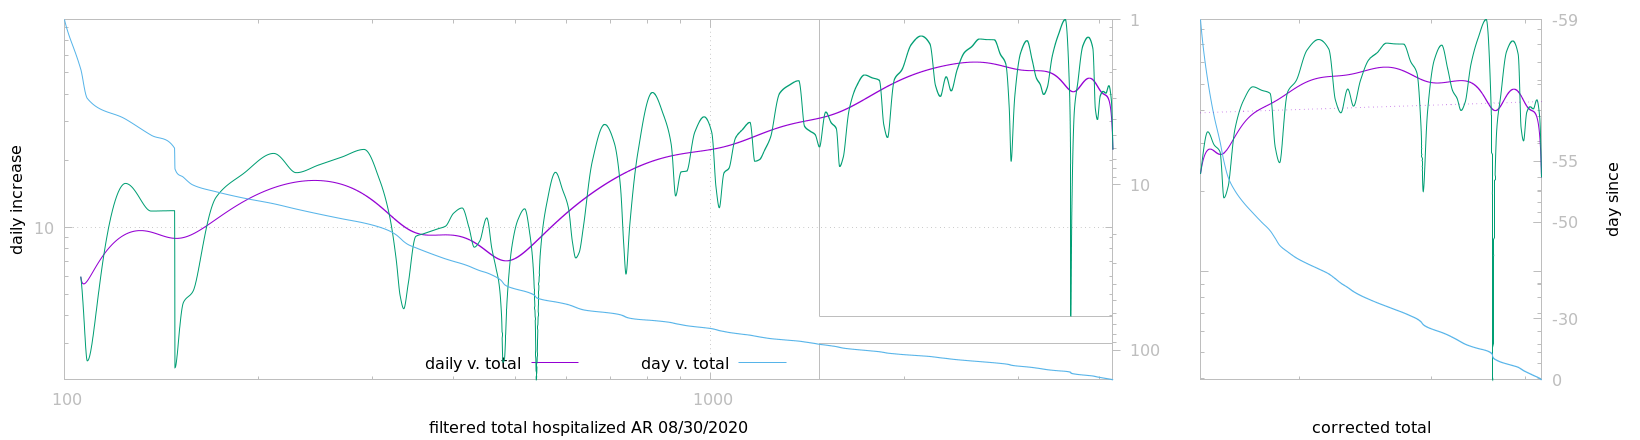 daily increase
10
100
1000
1
10
100
daily v. total
day v. total
filtered total hospitalized AR 08/30/2020
-59
-55
-50
-30
0
day since
corrected total